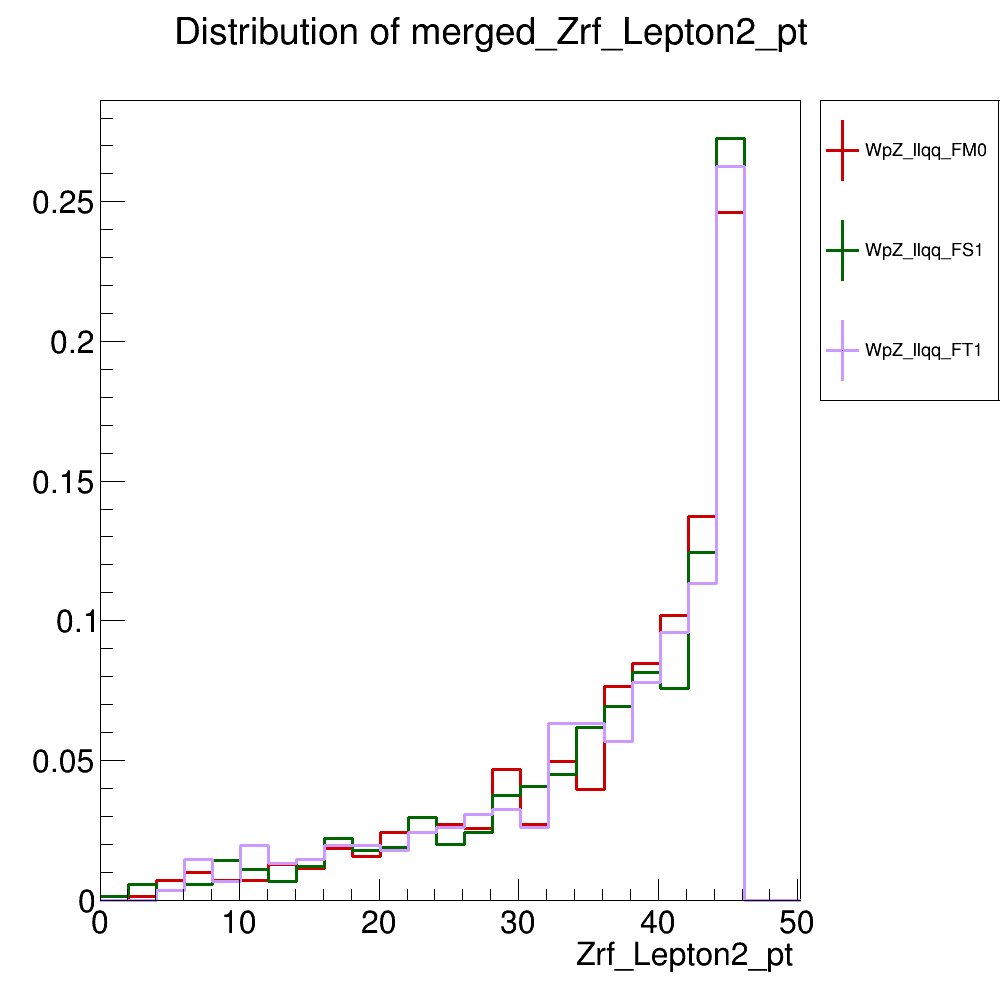 Distribution of merged_Zrf_Lepton2_pt
WpZ_llqq_FM0
WpZ_llqq_FS1
WpZ_llqq_FT1
0.25
0.2
0.15
0.1
0.05
0
0 10 20 30 40 50
Zrf_Lepton2_pt